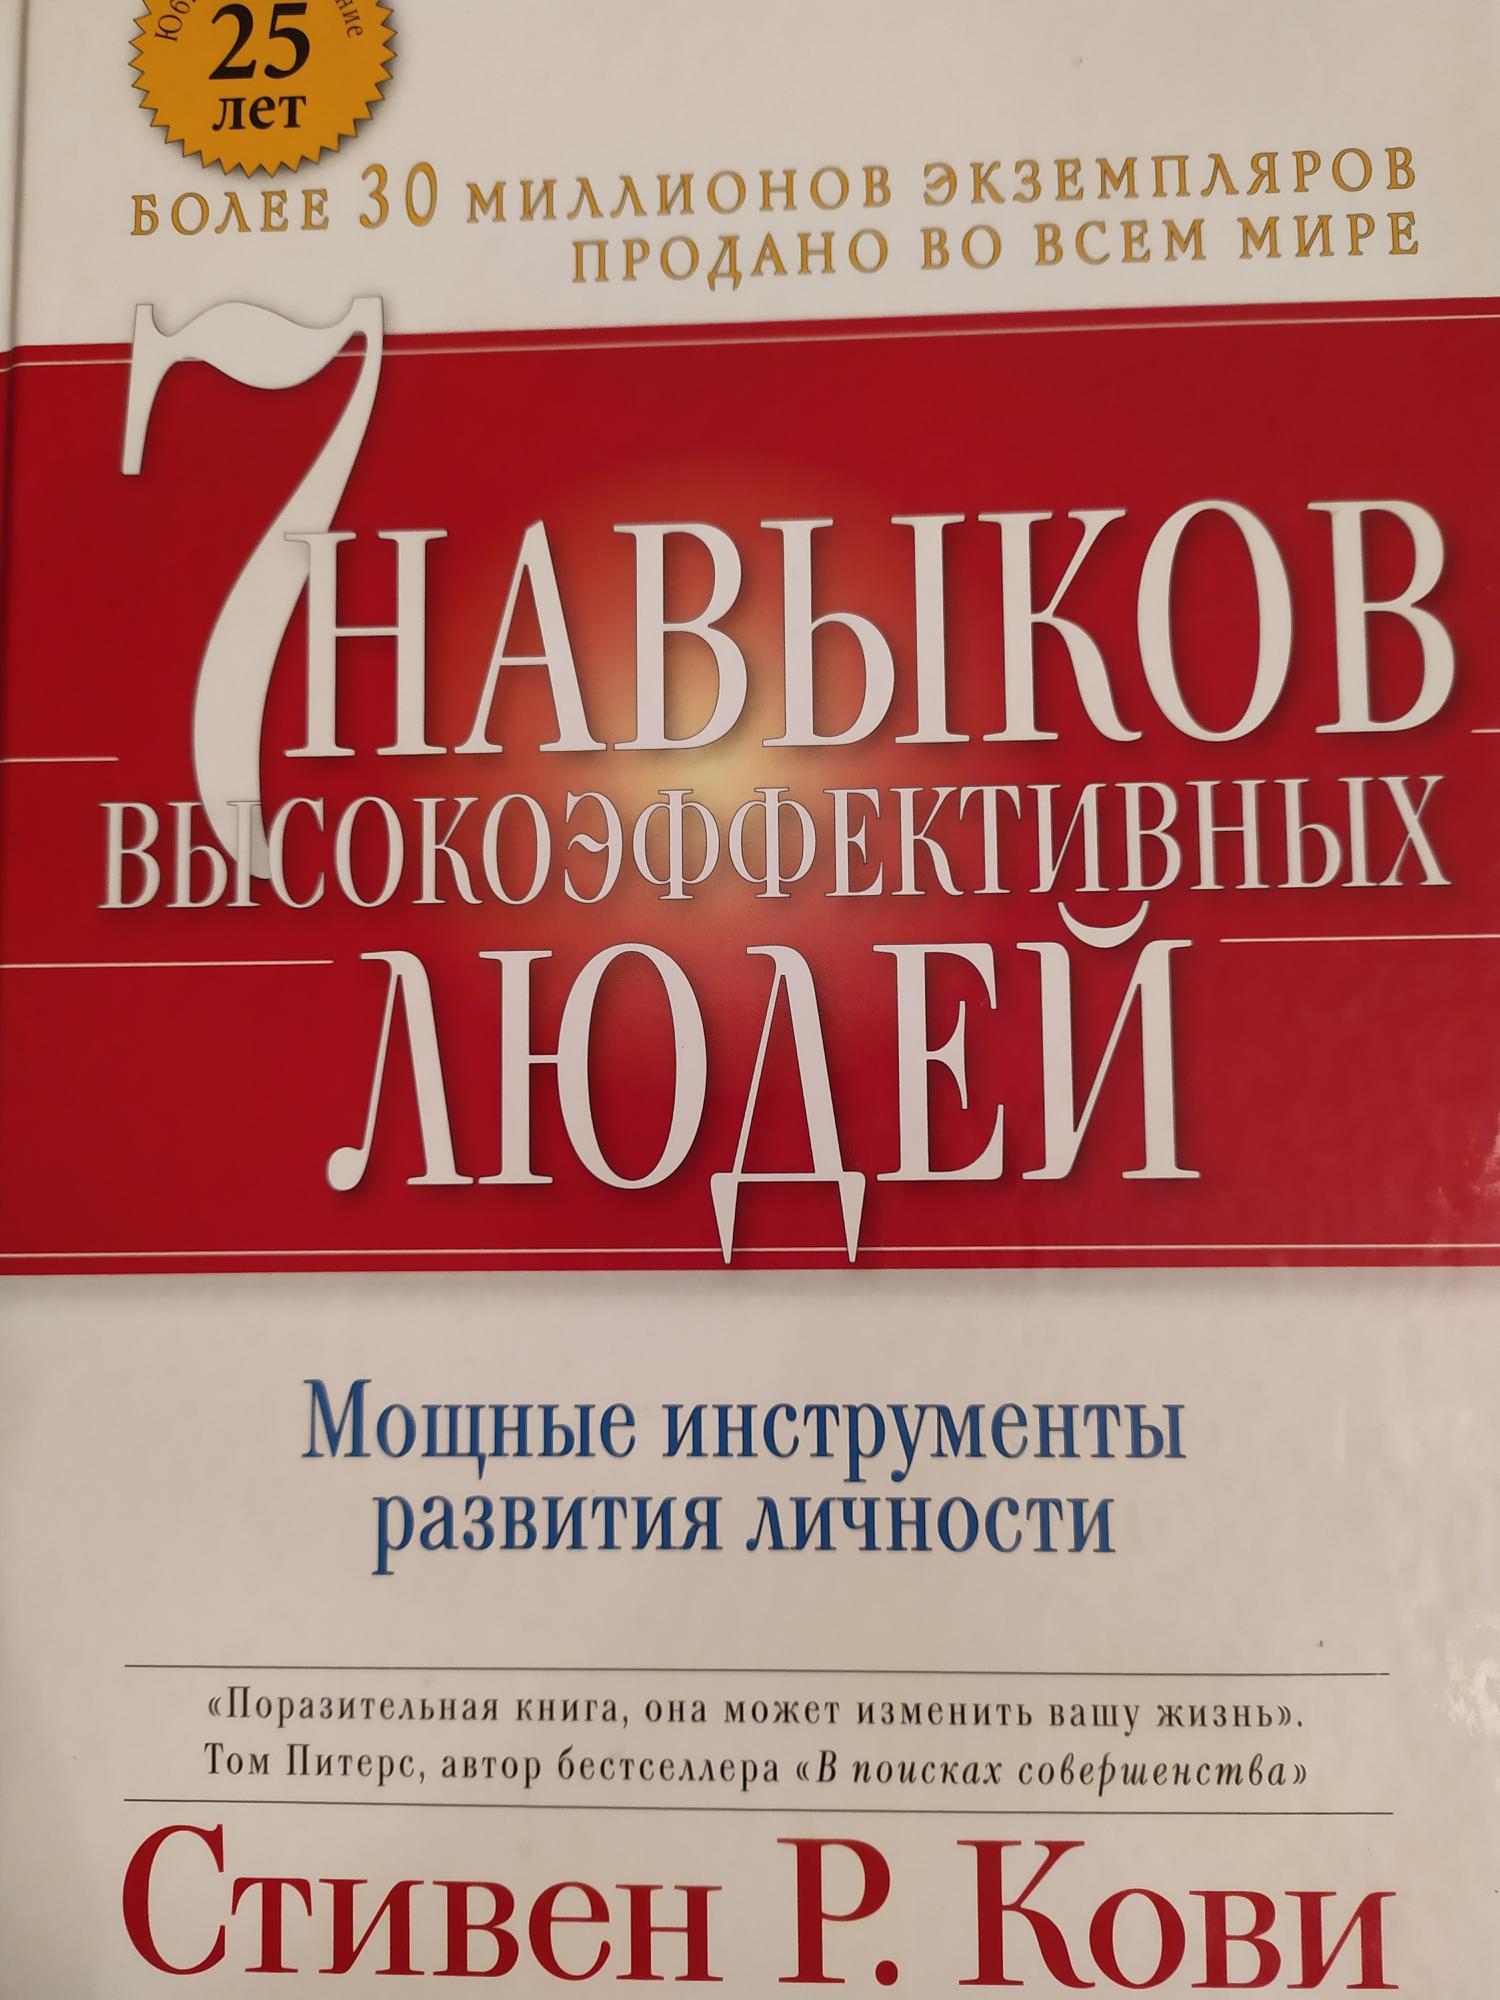 25
лет
БОЛЕЕ 30 МИЛЛИОНОВ ЭКЗЕМПЛЯРОВ
ПРОДАНО ВО ВСЕМ МИРЕ
7 НАВЫКОВ
ВЫСОКОЭФФЕКТИВНЫХ
ЛЮДЕЙ
Мощные инструменты
развития личности
«Поразительная книга, она может изменить вашу жизнь».
Том Питерс, автор бестселлера «В поисках совершенства»
Стивен Р. Кови